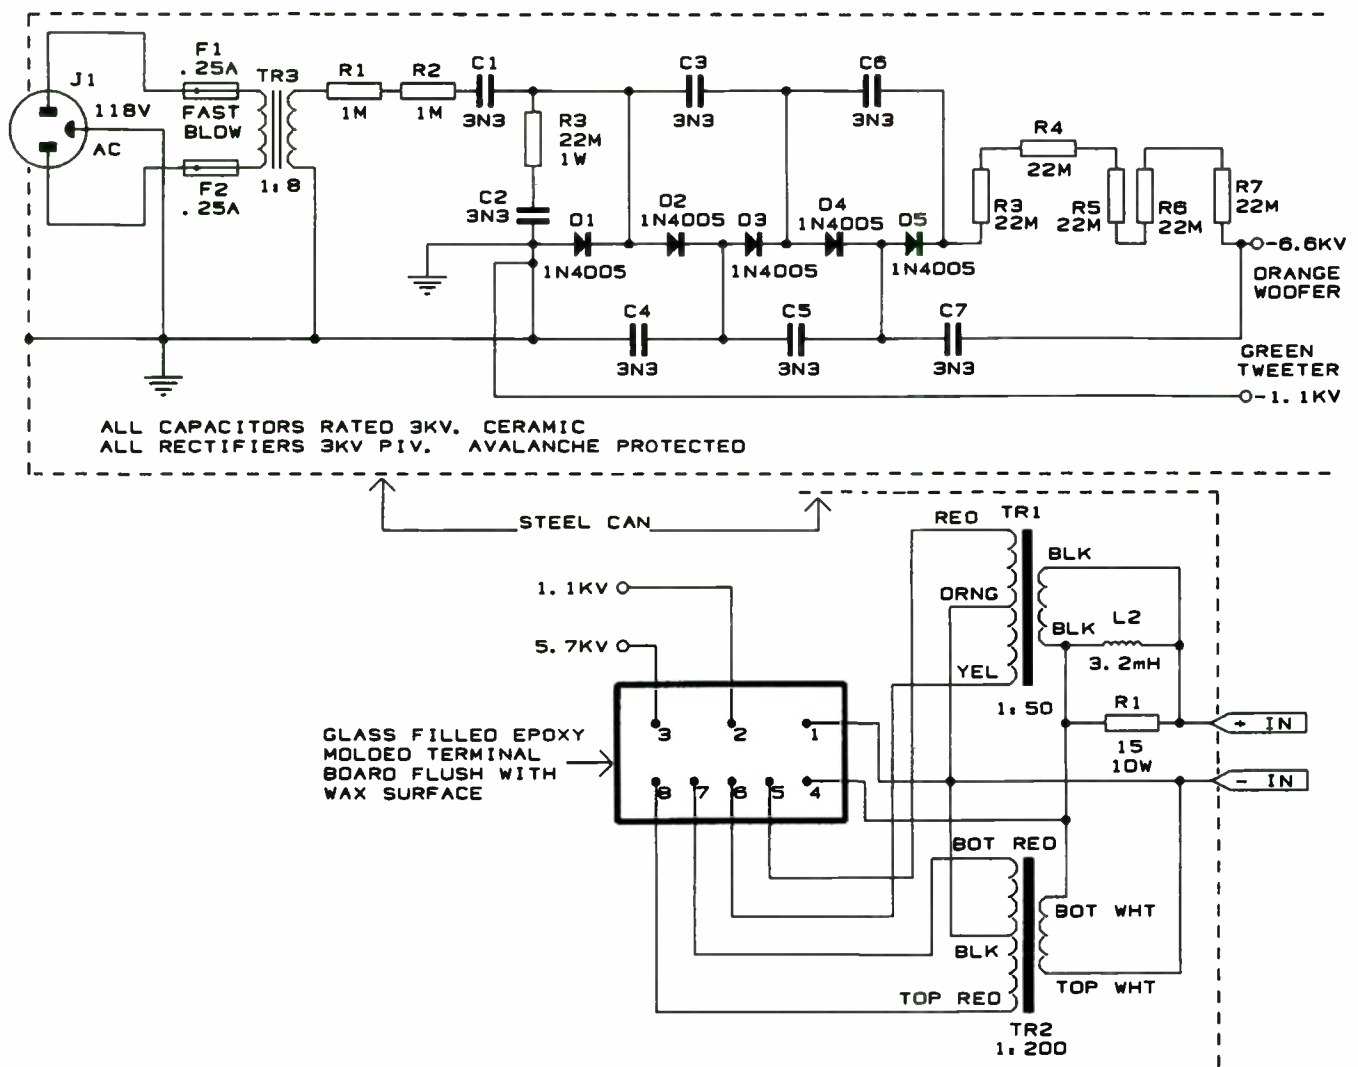 J1
118V
AC
F1
.25A
FAST
BLOW
F2
.25A
TR3
1:8
R1
1M
R2
1M
C1
3N3
R3
22M
1W
C2
3N3
C3
3N3
C6
3N3
D1
1N4005
D2
1N4005
D3
1N4005
D4
1N4005
D5
1N4005
R3
22M
R4
22M
R5
22M
R6
22M
R7
22M
-6.6KV
ORANGE
WOOFER
C4
3N3
C5
3N3
C7
3N3
GREEN
TWEETER
-1.1KV
ALL CAPACITORS RATED 3KV. CERAMIC
ALL RECTIFIERS 3KV PIV. AVALANCHE PROTECTED
STEEL CAN
1.1KV
5.7KV
GLASS FILLED EPOXY
MOLDED TERMINAL
BOARD FLUSH WITH
WAX SURFACE
3
2
1
8
7
6
5
4
RED
TR1
BLK
ORNG
BLK
L2
3.2mH
YEL
1:50
R1
15
10W
+ IN
- IN
BOT RED
BOT WHT
BLK
TOP RED
TOP WHT
TR2
1:200